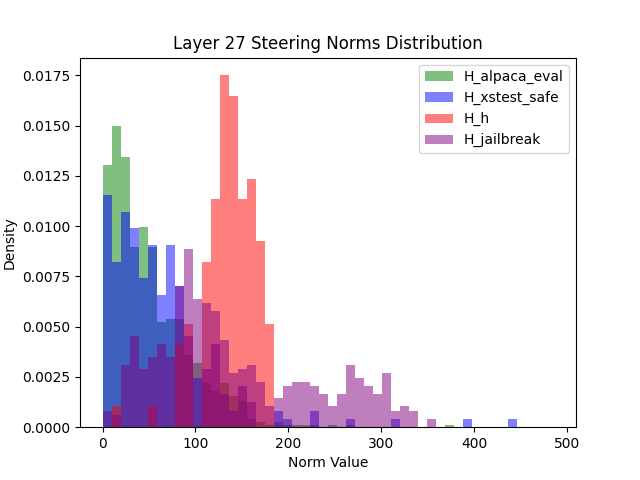 Layer 27 Steering Norms Distribution
H_alpaca_eval
H_xstest_safe
H_h
H_jailbreak
Density
0.0175
0.0150
0.0125
0.0100
0.0075
0.0050
0.0025
0.0000
0 100 200 300 400 500
Norm Value